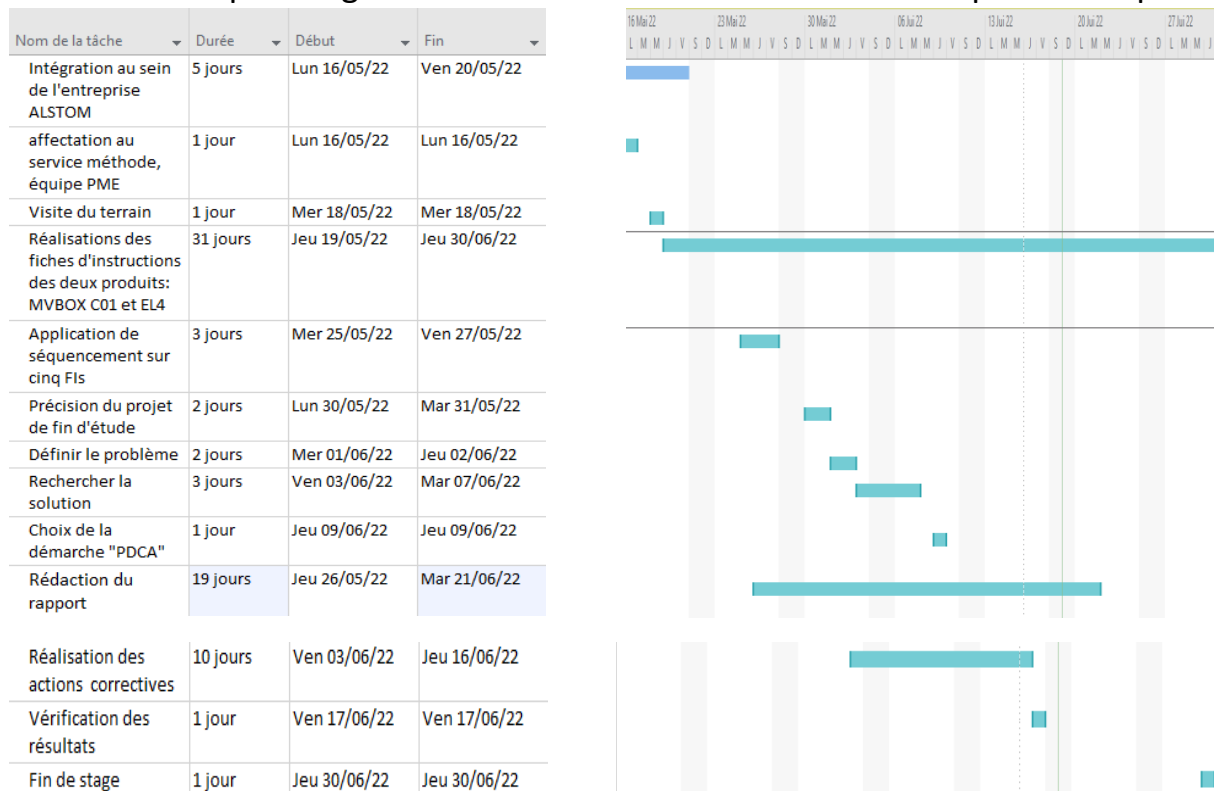 Nom de la tâche Durée Début Fin
16 Mai 22 23 Mai 22 30 Mai 22 06 Jui 22 13 Jui 22 20 Jui 22 27 Jui 22
L M M J V S D L M M J V S D L M M J V S D L M M J V S D L M M J V S D L M M J V S D L M M J
Intégration au sein 5 jours Lun 16/05/22 Ven 20/05/22
de l'entreprise
ALSTOM
affectation au 1 jour Lun 16/05/22 Lun 16/05/22
service méthode,
équipe PME
Visite du terrain 1 jour Mer 18/05/22 Mer 18/05/22
Réalisations des 31 jours Jeu 19/05/22 Jeu 30/06/22
fiches d'instructions
des deux produits:
MVBOX C01 et EL4
Application de 3 jours Mer 25/05/22 Ven 27/05/22
séquencement sur
cinq FIs
Précision du projet 2 jours Lun 30/05/22 Mar 31/05/22
de fin d'étude
Définir le problème 2 jours Mer 01/06/22 Jeu 02/06/22
Rechercher la 3 jours Ven 03/06/22 Mar 07/06/22
solution
Choix de la 1 jour Jeu 09/06/22 Jeu 09/06/22
démarche "PDCA"
Rédaction du 19 jours Jeu 26/05/22 Mar 21/06/22
rapport
Réalisation des 10 jours Ven 03/06/22 Jeu 16/06/22
actions correctives
Vérification des 1 jour Ven 17/06/22 Ven 17/06/22
résultats
Fin de stage 1 jour Jeu 30/06/22 Jeu 30/06/22